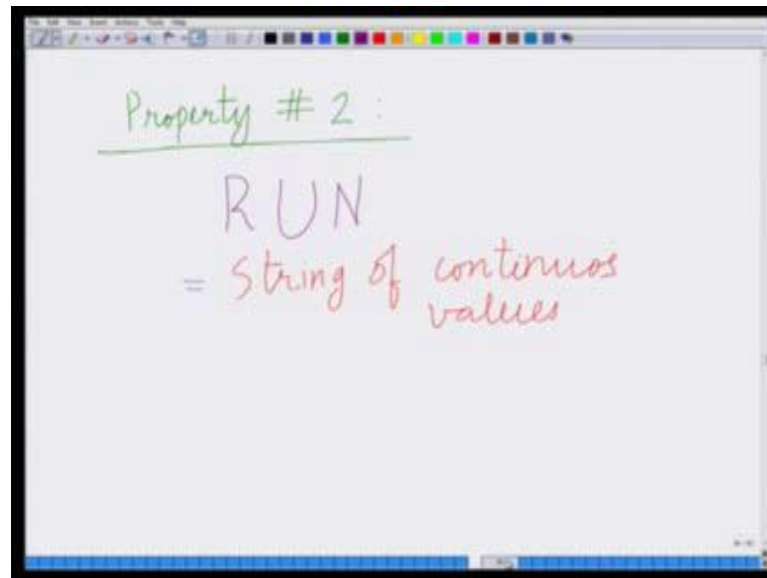 Property # 2 :
RUN
= String of continuos
values